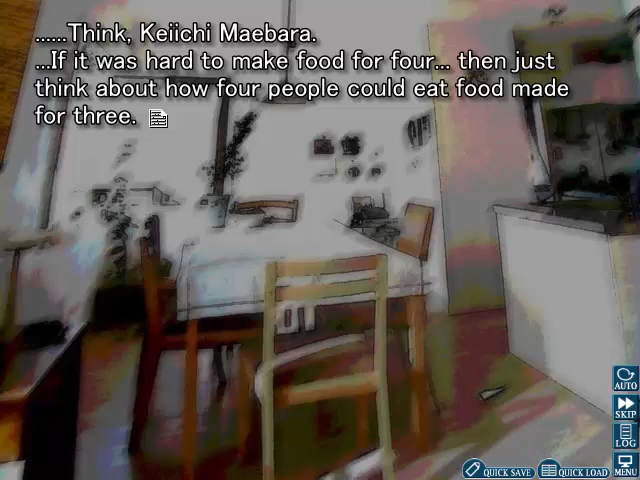 ......Think, Keiichi Maebara.
...If it was hard to make food for four... then just
think about how four people could eat food made
for three.
AUTO
SKIP
LOG
MENU
QUICK SAVE
QUICK LOAD